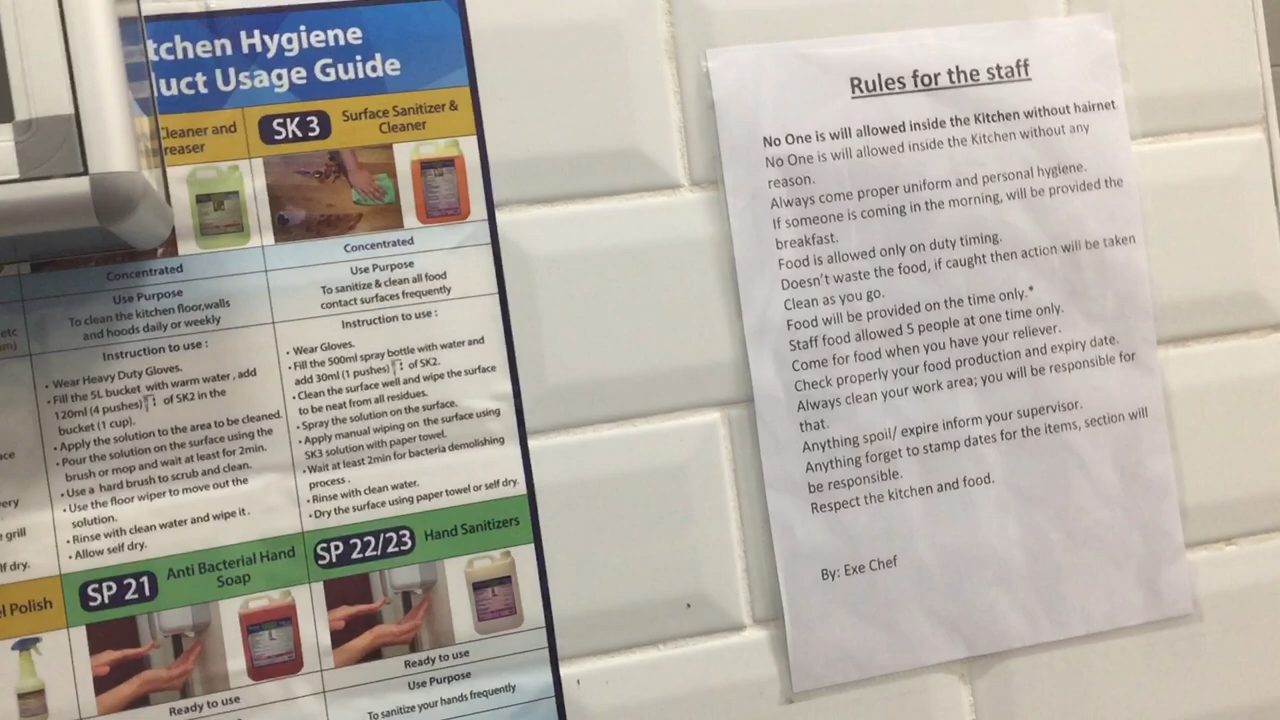 tchen Hygiene
uct Usage Guide
Cleaner and
reaser
SK 3
Surface Sanitizer &
Cleaner
Concentrated
Use Purpose
To clean the kitchen floor,walls
and hoods daily or weekly
Instruction to use :
• Wear Heavy Duty Gloves.
• Fill the 5L bucket with warm water , add
120ml (4 pushes) : of SK2 in the
bucket (1 cup).
• Apply the solution to the area to be cleaned.
• Pour the solution on the surface using the
brush or mop and wait at least for 2min.
• Use a hard brush to scrub and clean.
• Use the floor wiper to move out the
solution.
• Rinse with clean water and wipe it .
• Allow self dry.
Concentrated
Use Purpose
To sanitize & clean all food
contact surfaces frequently
Instruction to use :
• Wear Gloves.
• Fill the 500ml spray bottle with water and
add 30ml (1 pushes) : of SK2.
• Clean the surface well and wipe the surface
to be neat from all residues.
• Spray the solution on the surface.
• Apply manual wiping on the surface using
SK3 solution with paper towel.
• Wait at least 2min for bacteria demolishing
process .
• Rinse with clean water.
• Dry the surface using paper towel or self dry.
etc
grill
lf dry.
l Polish
SP 21
Anti Bacterial Hand
Soap
Ready to use
SP 22/23
Hand Sanitizers
Ready to use
Use Purpose
To sanitize your hands frequently
Rules for the staff
No One is will allowed inside the Kitchen without hairnet
No One is will allowed inside the Kitchen without any
reason.
Always come proper uniform and personal hygiene.
If someone is coming in the morning, will be provided the
breakfast.
Food is allowed only on duty timing.
Doesn't waste the food, if caught then action will be taken
Clean as you go.
Food will be provided on the time only.*
Staff food allowed 5 people at one time only.
Come for food when you have your reliever.
Check properly your food production and expiry date.
Always clean your work area; you will be responsible for
that.
Anything spoil/ expire inform your supervisor.
Anything forget to stamp dates for the items, section will
be responsible.
Respect the kitchen and food.
By: Exe Chef